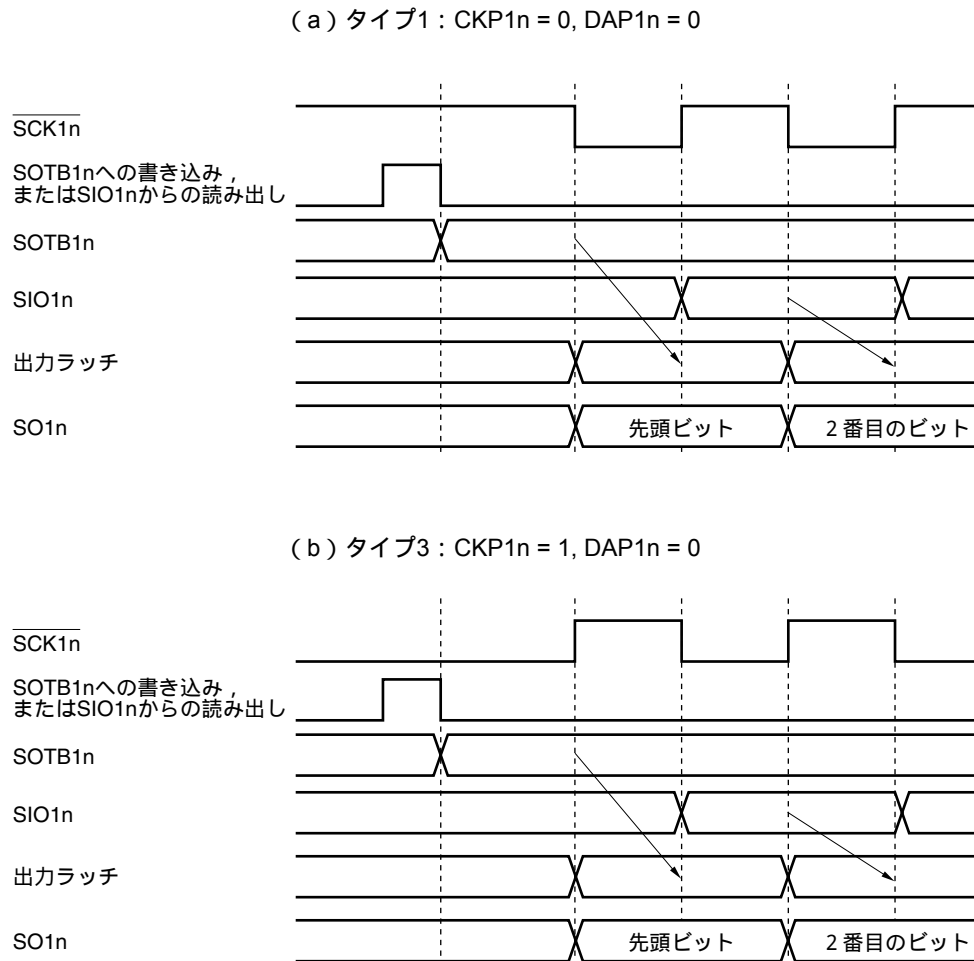 (a)タイプ1：CKP1n = 0, DAP1n = 0
SCK1n
SOTB1nへの書き込み，
またはSIO1nからの読み出し
SOTB1n
SIO1n
出力ラッチ
SO1n
先頭ビット
2番目のビット
(b)タイプ3：CKP1n = 1, DAP1n = 0
SCK1n
SOTB1nへの書き込み，
またはSIO1nからの読み出し
SOTB1n
SIO1n
出力ラッチ
SO1n
先頭ビット
2番目のビット